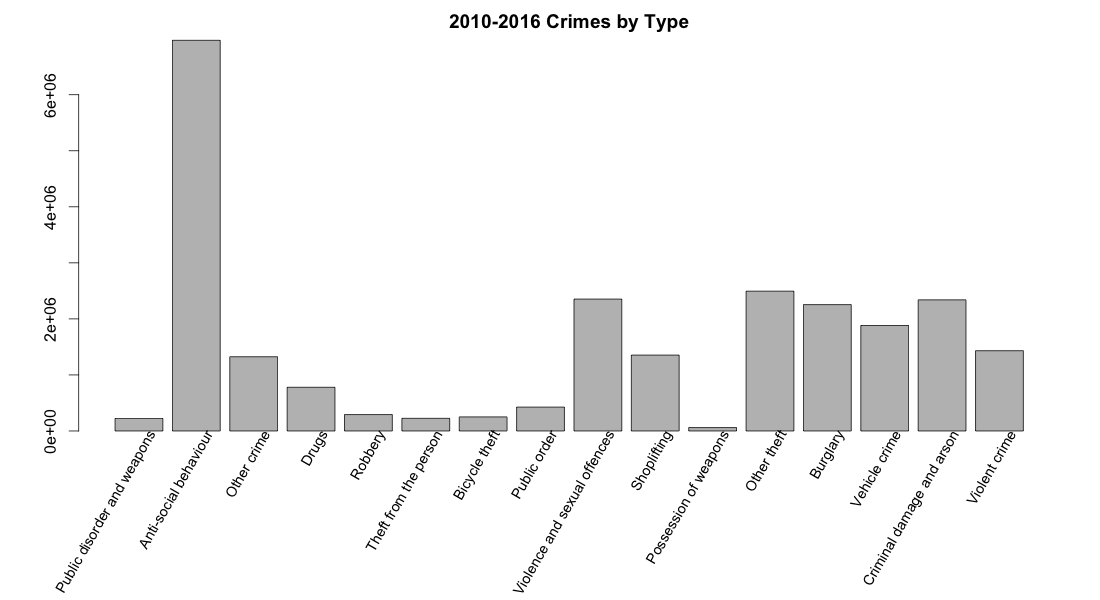 2010-2016 Crimes by Type
6e+06
4e+06
2e+06
0e+00
Public disorder and weapons
Anti-social behaviour
Other crime
Drugs
Robbery
Theft from the person
Bicycle theft
Public order
Violence and sexual offences
Shoplifting
Possession of weapons
Other theft
Burglary
Vehicle crime
Criminal damage and arson
Violent crime